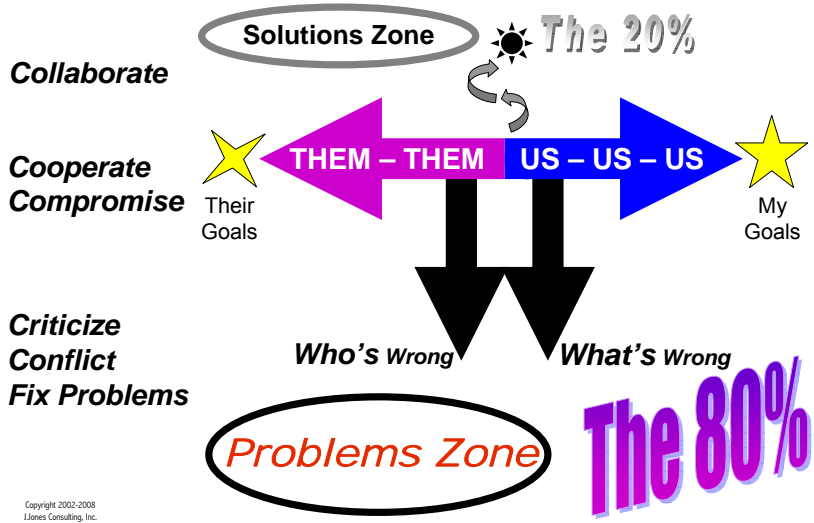 Solutions Zone
The 20%
Collaborate
THEM – THEM
US – US – US
Cooperate
Compromise
Their
Goals
My
Goals
Criticize
Conflict
Fix Problems
Who's Wrong
What's Wrong
Problems Zone
The 80%
Copyright 2002-2008
J.Jones Consulting, Inc.